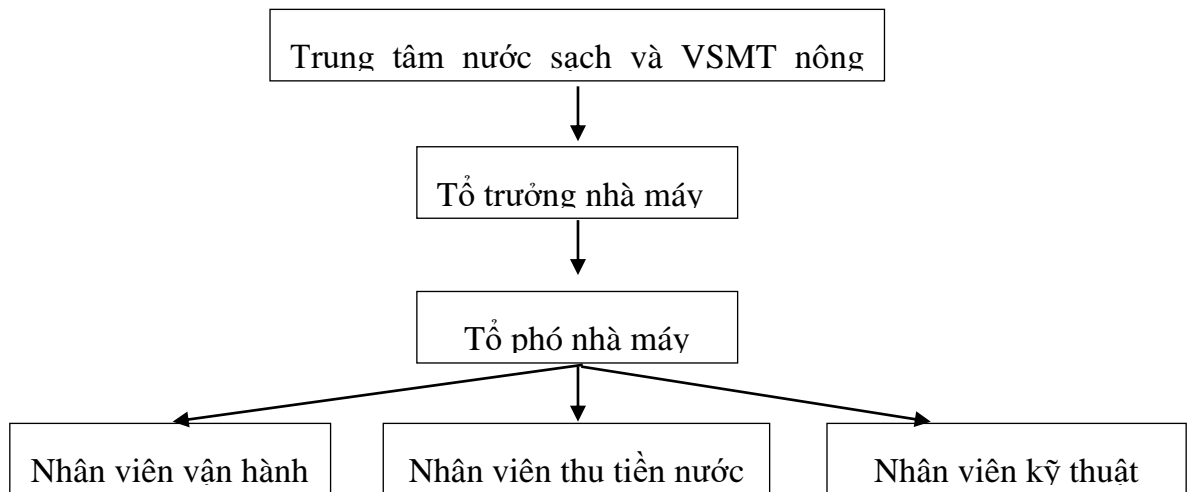 Trung tâm nước sạch và VSMT nông
Tổ trưởng nhà máy
Tổ phó nhà máy
Nhân viên vận hành
Nhân viên thu tiền nước
Nhân viên kỹ thuật